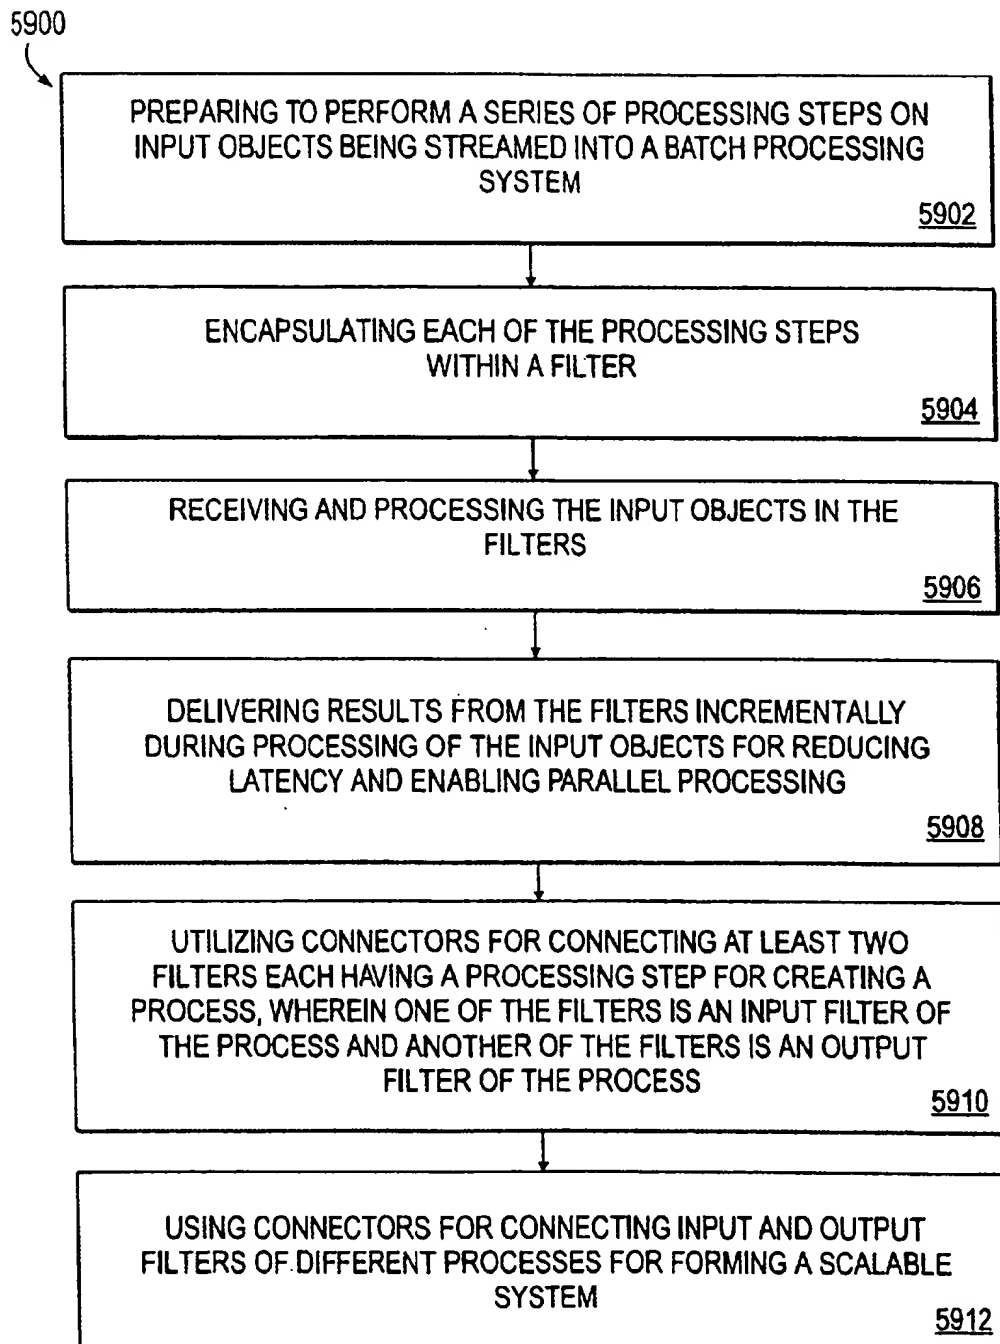 5900
PREPARING TO PERFORM A SERIES OF PROCESSING STEPS ON
INPUT OBJECTS BEING STREAMED INTO A BATCH PROCESSING
SYSTEM
5902
ENCAPSULATING EACH OF THE PROCESSING STEPS
WITHIN A FILTER
5904
RECEIVING AND PROCESSING THE INPUT OBJECTS IN THE
FILTERS
5906
DELIVERING RESULTS FROM THE FILTERS INCREMENTALLY
DURING PROCESSING OF THE INPUT OBJECTS FOR REDUCING
LATENCY AND ENABLING PARALLEL PROCESSING
5908
UTILIZING CONNECTORS FOR CONNECTING AT LEAST TWO
FILTERS EACH HAVING A PROCESSING STEP FOR CREATING A
PROCESS, WHEREIN ONE OF THE FILTERS IS AN INPUT FILTER OF
THE PROCESS AND ANOTHER OF THE FILTERS IS AN OUTPUT
FILTER OF THE PROCESS
5910
USING CONNECTORS FOR CONNECTING INPUT AND OUTPUT
FILTERS OF DIFFERENT PROCESSES FOR FORMING A SCALABLE
SYSTEM
5912